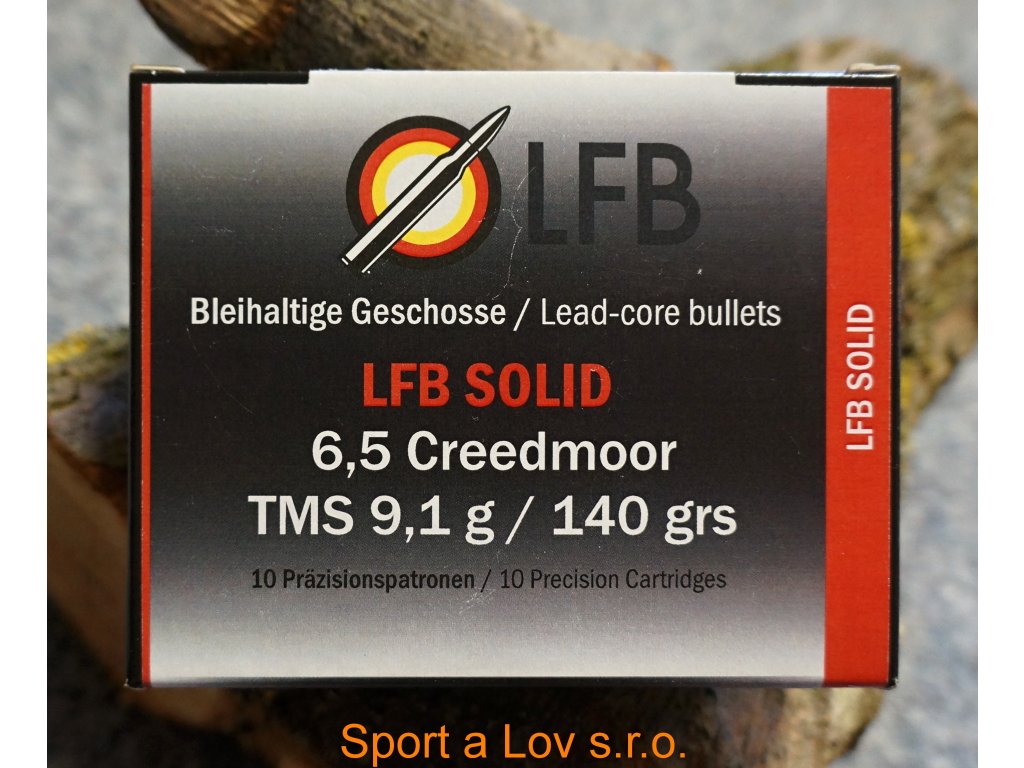 LFB
Bleihaltige Geschosse / Lead-core bullets
LFB SOLID
6,5 Creedmoor
TMS 9,1 g / 140 grs
10 Präzisionspatronen / 10 Precision Cartridges
LFB SOLID
Sport a Lov s.r.o.